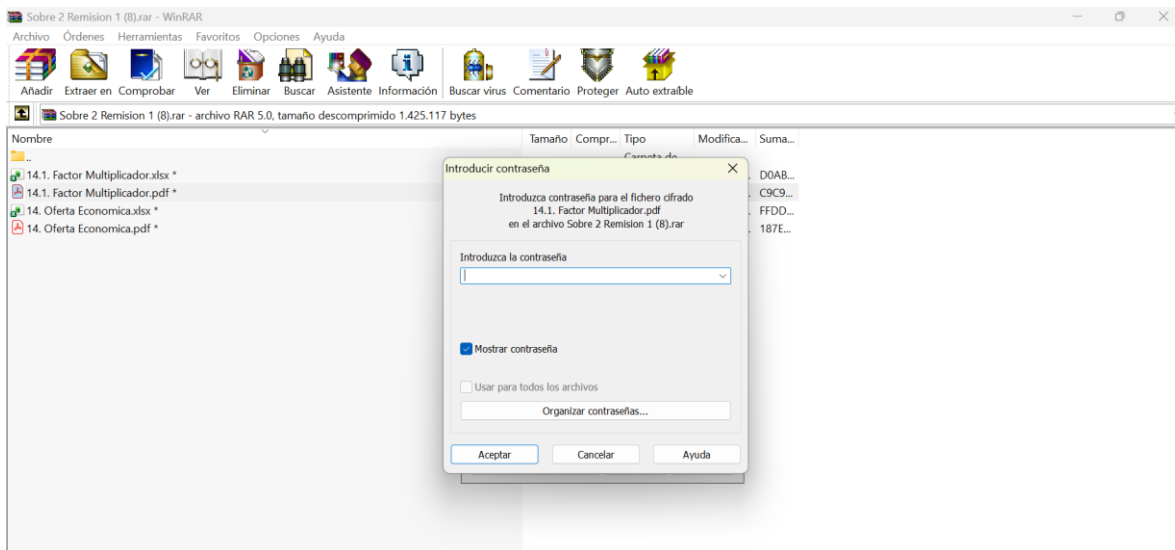 Sobre 2 Remision 1 (8).rar - WinRAR
Archivo Órdenes Herramientas Favoritos Opciones Ayuda
Añadir Extraer en Comprobar Ver Eliminar Buscar Asistente Información Buscar virus Comentario Proteger Auto extraíble
Sobre 2 Remision 1 (8).rar - archivo RAR 5.0, tamaño descomprimido 1.425.117 bytes
Nombre Tamaño Compr... Tipo Modifica... Suma...
.. Carpeta de
14.1. Factor Multiplicador.xlsx * D0AB...
14.1. Factor Multiplicador.pdf * C9C9...
14. Oferta Economica.xlsx * FFDD...
14. Oferta Economica.pdf * 187E...
Introducir contraseña
Introduzca contraseña para el fichero cifrado
14.1. Factor Multiplicador.pdf
en el archivo Sobre 2 Remision 1 (8).rar
Introduzca la contraseña
Mostrar contraseña
Usar para todos los archivos
Organizar contraseñas...
Aceptar Cancelar Ayuda